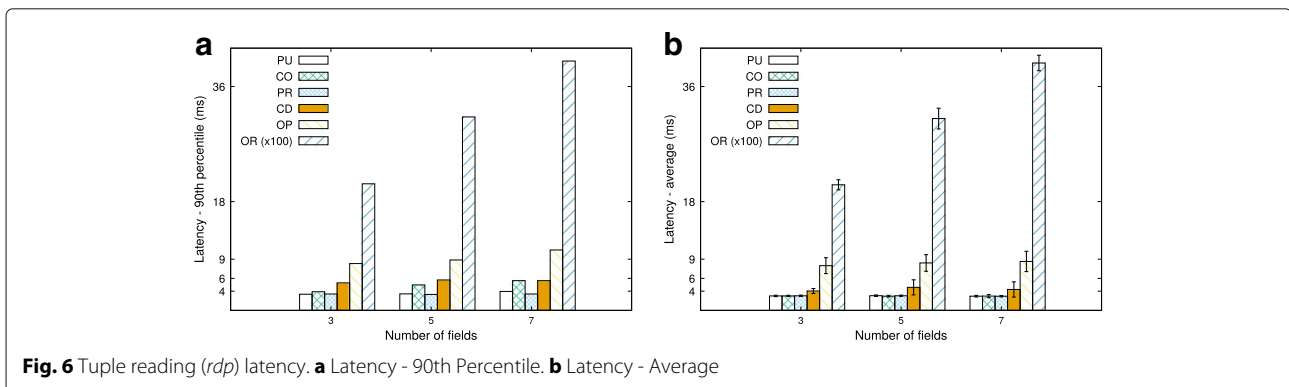 a
PU
CO
PR
CD
OP
OR (x100)
Latency - 90th percentile (ms)
36
18
9
6
4
3
5
7
Number of fields
b
PU
CO
PR
CD
OP
OR (x100)
Latency - average (ms)
36
18
9
6
4
3
5
7
Number of fields
Fig. 6 Tuple reading (rdp) latency. a Latency - 90th Percentile. b Latency - Average